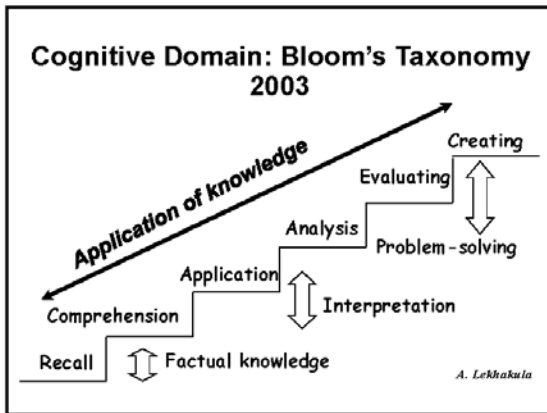 Cognitive Domain: Bloom's Taxonomy
2003
Application of knowledge
Creating
Evaluating
Problem-solving
Analysis
Application
Interpretation
Comprehension
Recall
Factual knowledge
A. Lekhakula